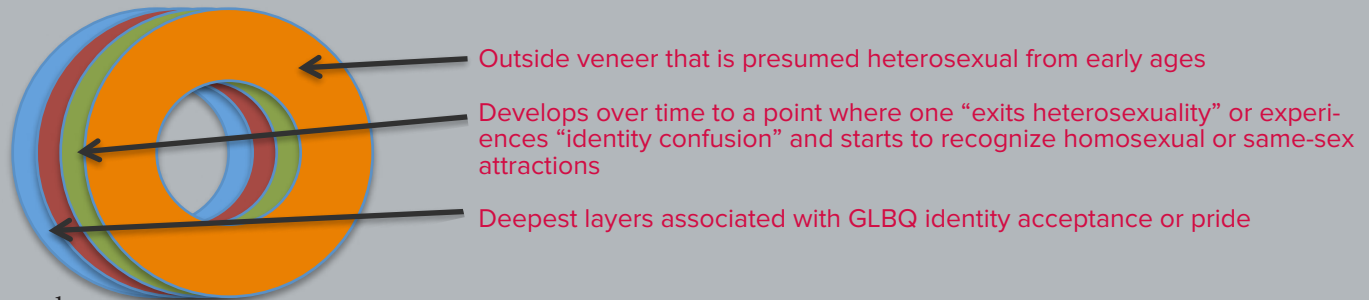 Outside veneer that is presumed heterosexual from early ages
Develops over time to a point where one “exits heterosexuality” or experi-
ences “identity confusion” and starts to recognize homosexual or same-sex
attractions
Deepest layers associated with GLBQ identity acceptance or pride